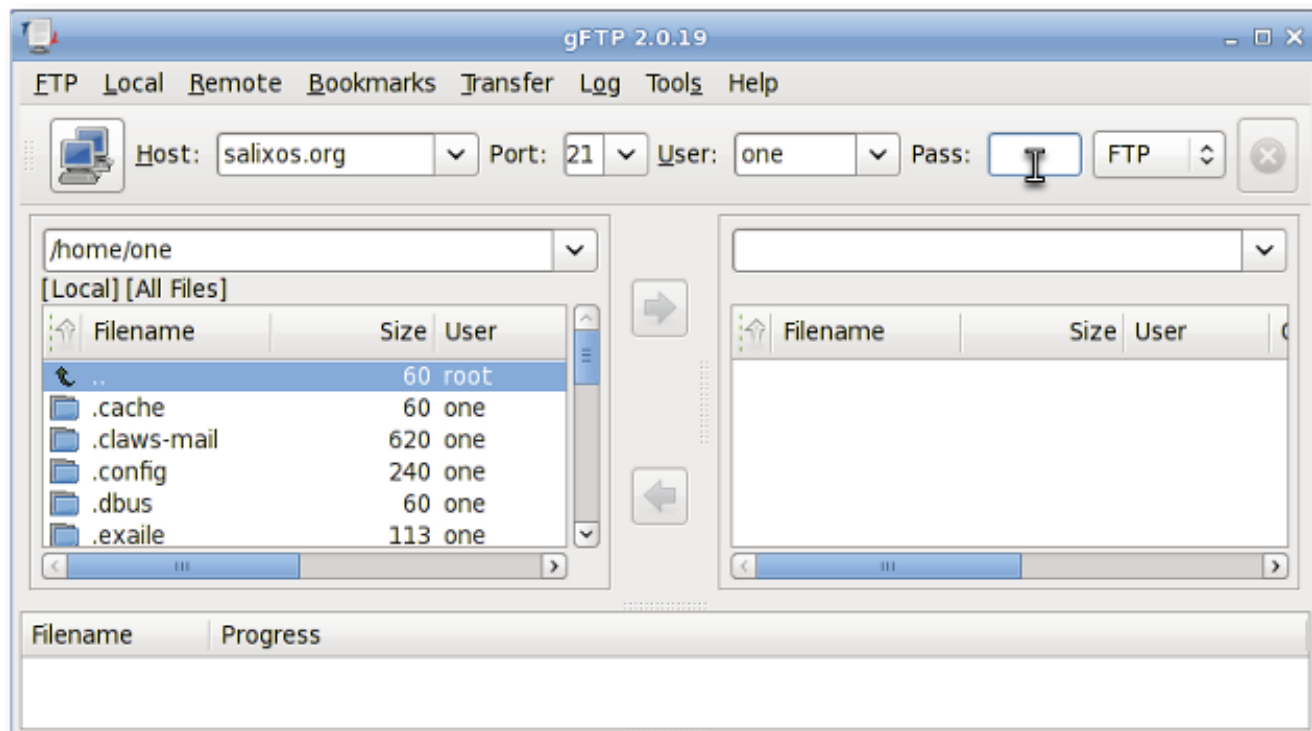 gFTP 2.0.19
FTP Local Remote Bookmarks Transfer Log Tools Help
Host: salixos.org Port: 21 User: one Pass: FTP
/home/one
[Local] [All Files]
Filename Size User
.. 60 root
.cache 60 one
.claws-mail 620 one
.config 240 one
.dbus 60 one
.exaile 113 one
Filename Size User
Filename Progress